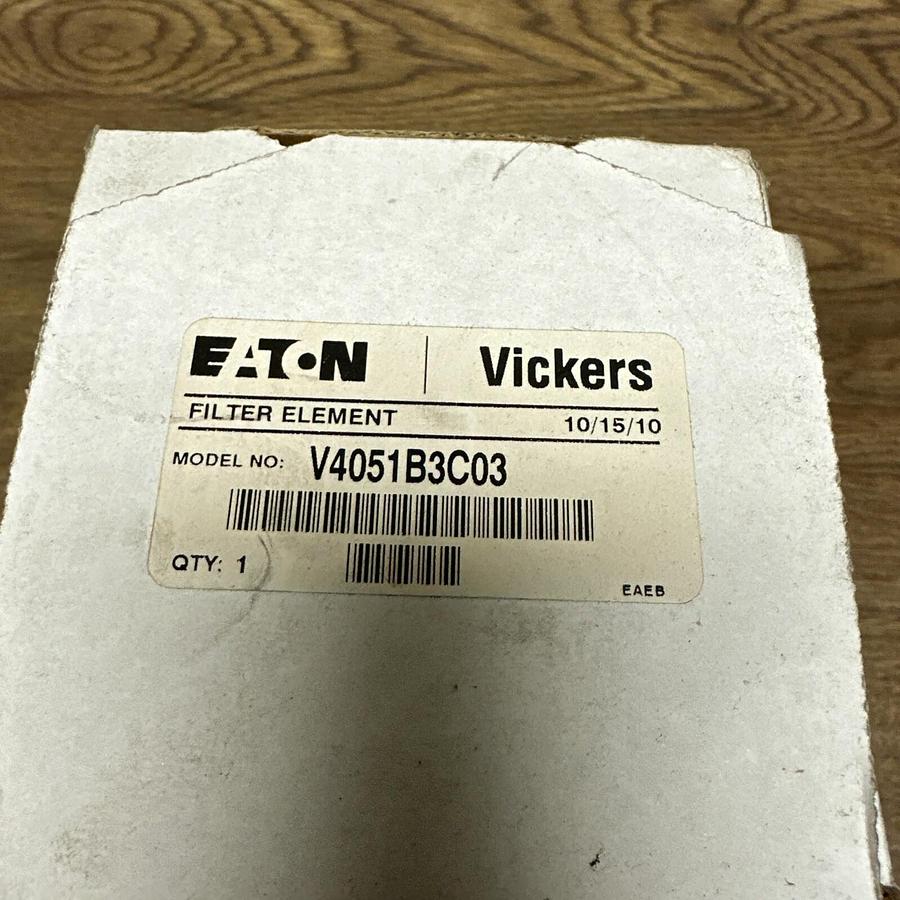 EATON | Vickers
FILTER ELEMENT 10/15/10
MODEL NO: V4051B3C03
QTY: 1
EAEB